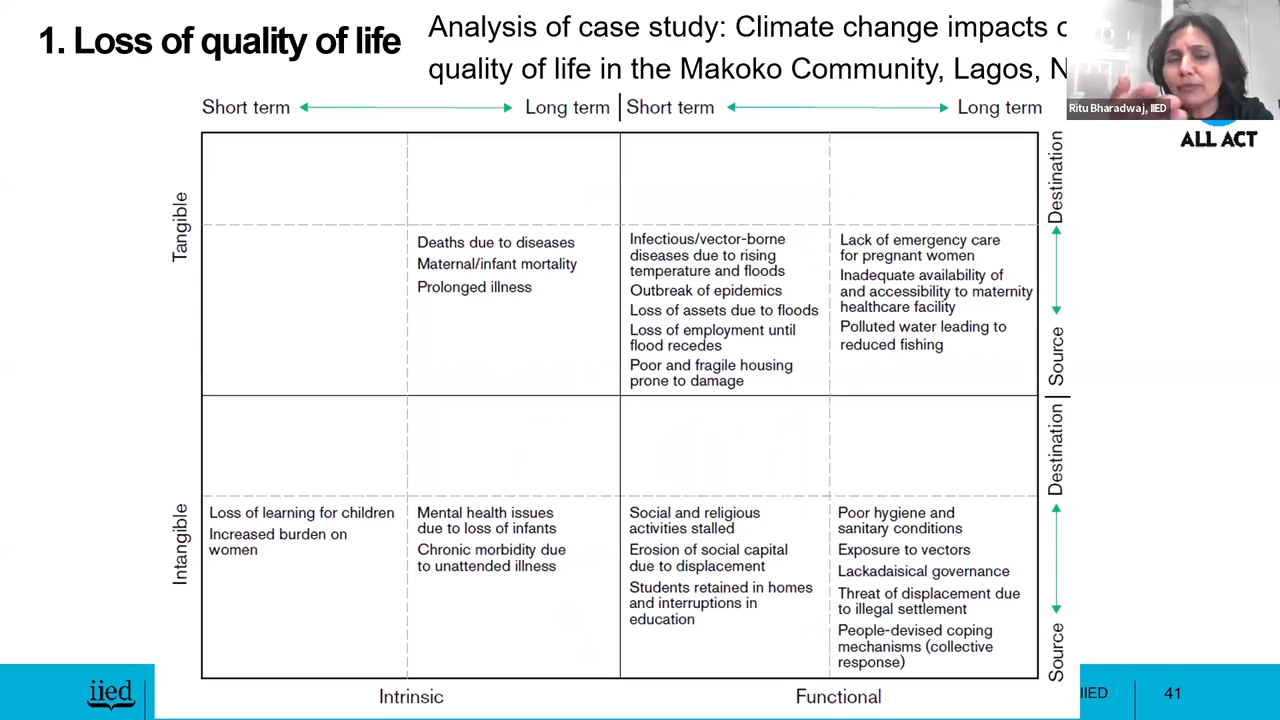 1. Loss of quality of life
Analysis of case study: Climate change impacts
quality of life in the Makoko Community, Lagos,
Ritu Bharadwaj, IIED
ALL ACT
Short term
Long term
Short term
Long term
Tangible
Destination
Source
Deaths due to diseases
Maternal/infant mortality
Prolonged illness
Infectious/vector-borne
diseases due to rising
temperature and floods
Outbreak of epidemics
Loss of assets due to floods
Loss of employment until
flood recedes
Poor and fragile housing
prone to damage
Lack of emergency care
for pregnant women
Inadequate availability of
and accessibility to maternity
healthcare facility
Polluted water leading to
reduced fishing
Intangible
Destination
Source
Loss of learning for children
Increased burden on
women
Mental health issues
due to loss of infants
Chronic morbidity due
to unattended illness
Social and religious
activities stalled
Erosion of social capital
due to displacement
Students retained in homes
and interruptions in
education
Poor hygiene and
sanitary conditions
Exposure to vectors
Lackadaisical governance
Threat of displacement due
to illegal settlement
People-devised coping
mechanisms (collective
response)
Intrinsic
Functional
iied
IIED
41